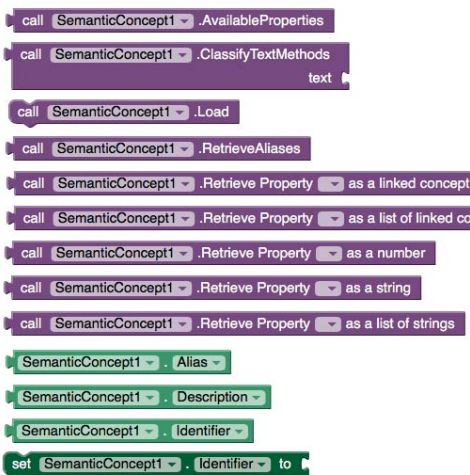 call SemanticConcept1 .AvailableProperties
call SemanticConcept1 .ClassifyTextMethods
text
call SemanticConcept1 .Load
call SemanticConcept1 .RetrieveAliases
call SemanticConcept1 .Retrieve Property as a linked concept
call SemanticConcept1 .Retrieve Property as a list of linked co
call SemanticConcept1 .Retrieve Property as a number
call SemanticConcept1 .Retrieve Property as a string
call SemanticConcept1 .Retrieve Property as a list of strings
SemanticConcept1 . Alias
SemanticConcept1 . Description
SemanticConcept1 . Identifier
set SemanticConcept1 . Identifier to